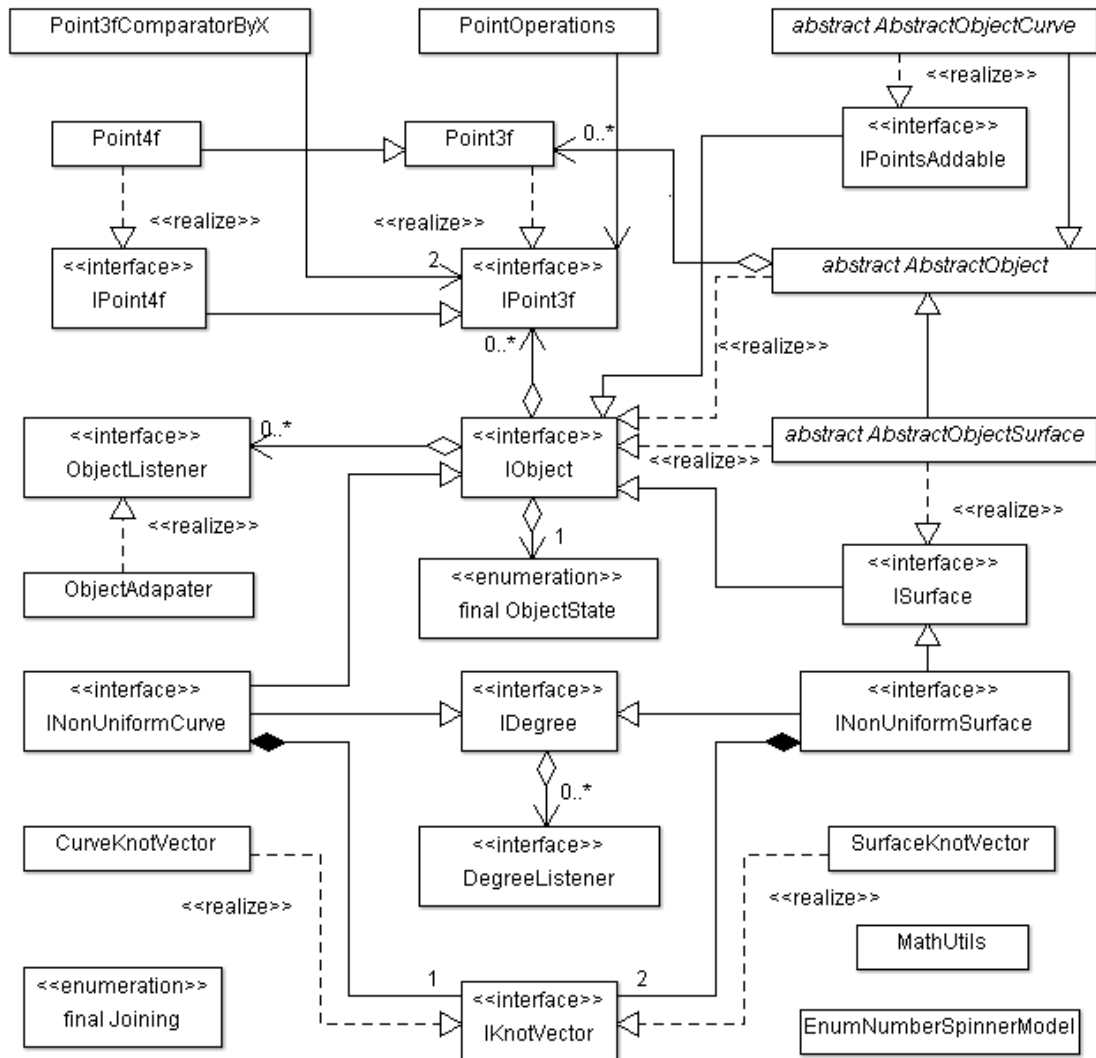 Point3fComparatorByX
PointOperations
abstract AbstractObjectCurve
<<realize>>
Point4f
Point3f
0..*
<<interface>>
IPointsAddable
<<realize>>
<<realize>>
<<interface>>
IPoint4f
2
<<interface>>
IPoint3f
abstract AbstractObject
0..*
<<realize>>
<<interface>>
ObjectListener
0..*
<<interface>>
IObject
abstract AbstractObjectSurface
<<realize>>
<<realize>>
<<realize>>
1
ObjectAdapater
<<enumeration>>
final ObjectState
<<interface>>
ISurface
<<interface>>
INonUniformCurve
<<interface>>
IDegree
<<interface>>
INonUniformSurface
0..*
CurveKnotVector
<<interface>>
DegreeListener
SurfaceKnotVector
<<realize>>
<<realize>>
MathUtils
<<enumeration>>
final Joining
1
<<interface>>
IKnotVector
2
EnumNumberSpinnerModel